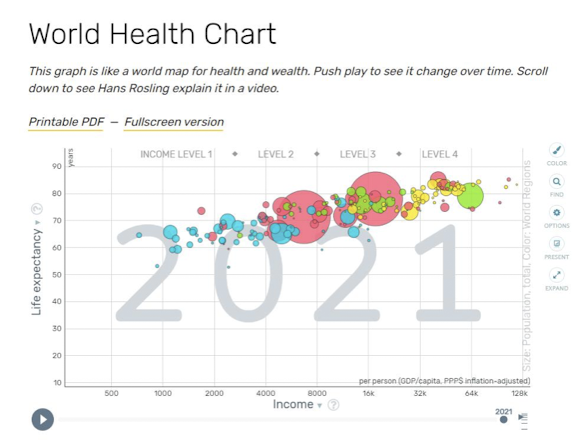 World Health Chart
This graph is like a world map for health and wealth. Push play to see it change over time. Scroll
down to see Hans Rosling explain it in a video.
Printable PDF — Fullscreen version
years
INCOME LEVEL 1 ◆ LEVEL 2 ◆ LEVEL 3 ◆ LEVEL 4
90
80
70
60
50
40
30
20
10
Life expectancy ?
2021
Size: Population, total, Color: World Regions
per person (GDP/capita, PPP$ inflation-adjusted)
500 1000 2000 4000 8000 16k 32k 64k 128k
Income ?
COLOR
FIND
OPTIONS
PRESENT
EXPAND
2021